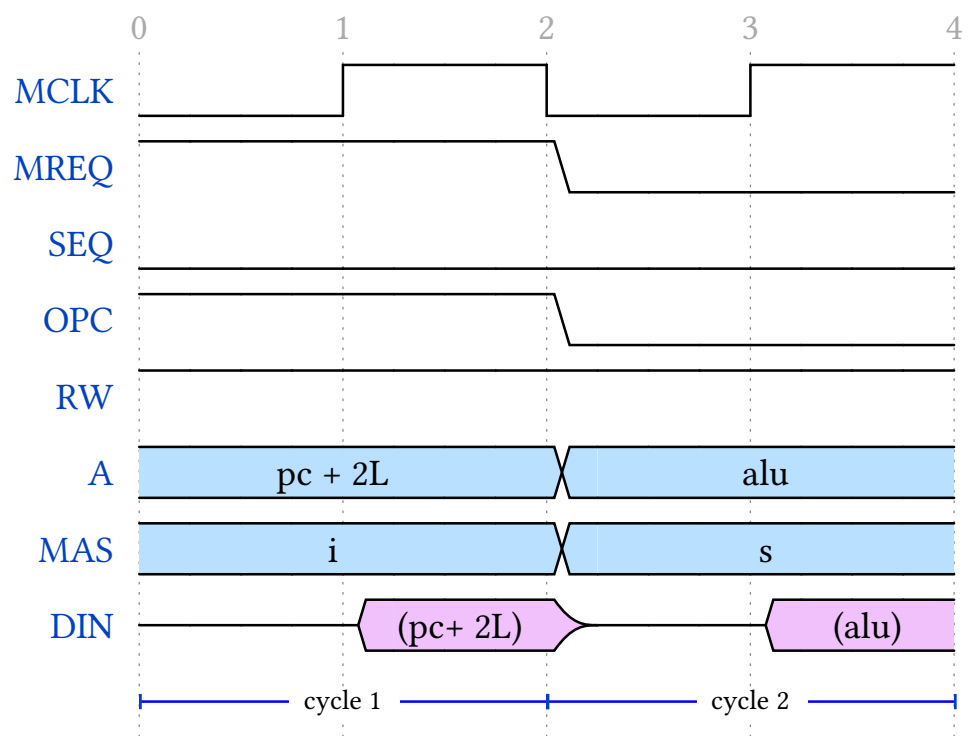 0 1 2 3 4
MCLK
MREQ
SEQ
OPC
RW
A pc + 2L alu
MAS i s
DIN (pc+ 2L) (alu)
cycle 1 cycle 2